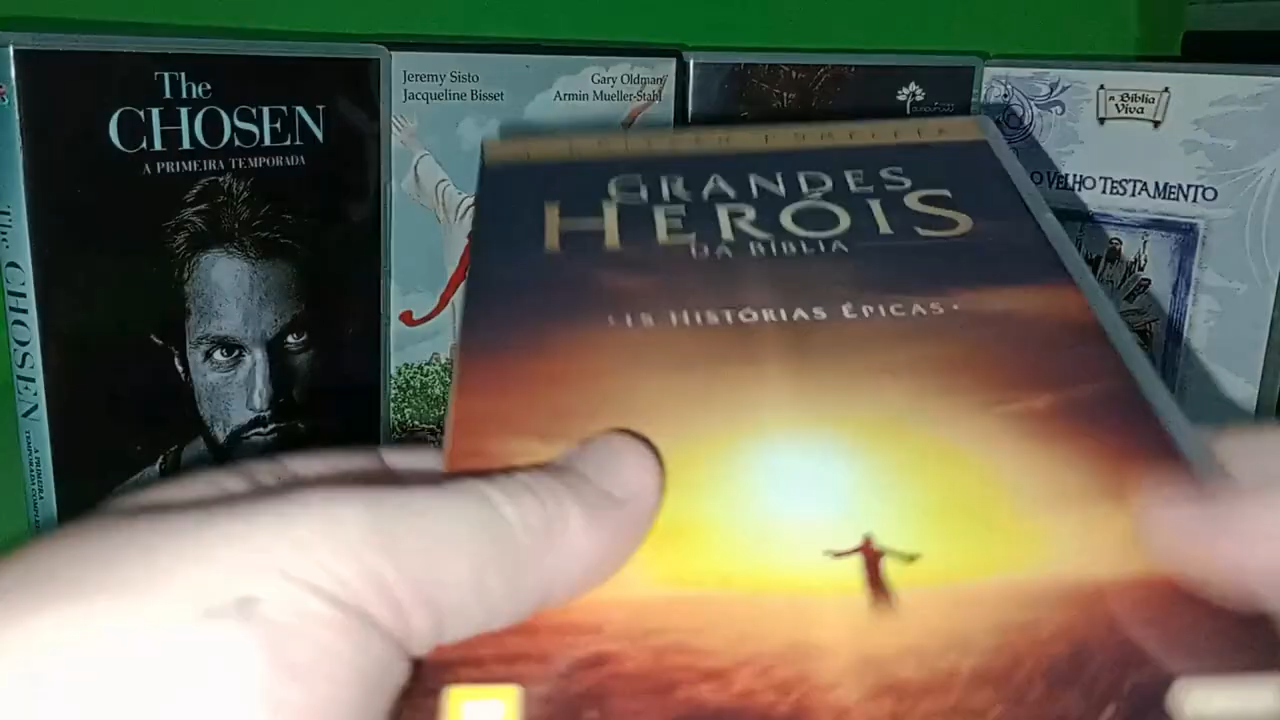 The
CHOSEN
A PRIMEIRA TEMPORADA
The CHOSEN
A PRIMEIRA
Jeremy Sisto
Jacqueline Bisset
Gary Oldman
Armin Mueller-Stahl
GRANDES
HERÓIS
DA BÍBLIA
HISTÓRIAS ÉPICAS
a Bíblia
Viva
O VELHO TESTAMENTO